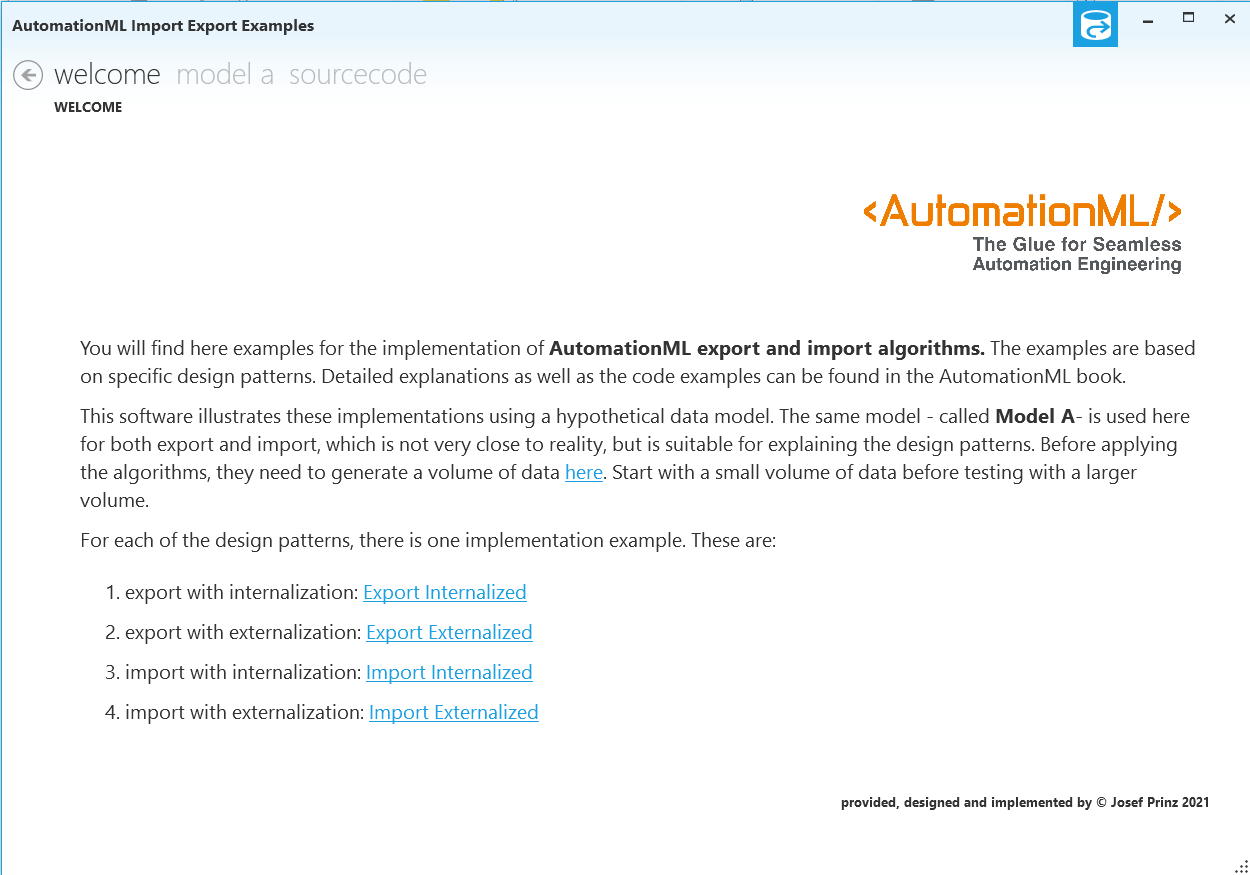 AutomationML Import Export Examples
welcome model a sourcecode
WELCOME
<AutomationML/>
The Glue for Seamless
Automation Engineering
You will find here examples for the implementation of AutomationML export and import algorithms. The examples are based
on specific design patterns. Detailed explanations as well as the code examples can be found in the AutomationML book.
This software illustrates these implementations using a hypothetical data model. The same model - called Model A- is used here
for both export and import, which is not very close to reality, but is suitable for explaining the design patterns. Before applying
the algorithms, they need to generate a volume of data here. Start with a small volume of data before testing with a larger
volume.
For each of the design patterns, there is one implementation example. These are:
1. export with internalization: Export Internalized
2. export with externalization: Export Externalized
3. import with internalization: Import Internalized
4. import with externalization: Import Externalized
provided, designed and implemented by © Josef Prinz 2021